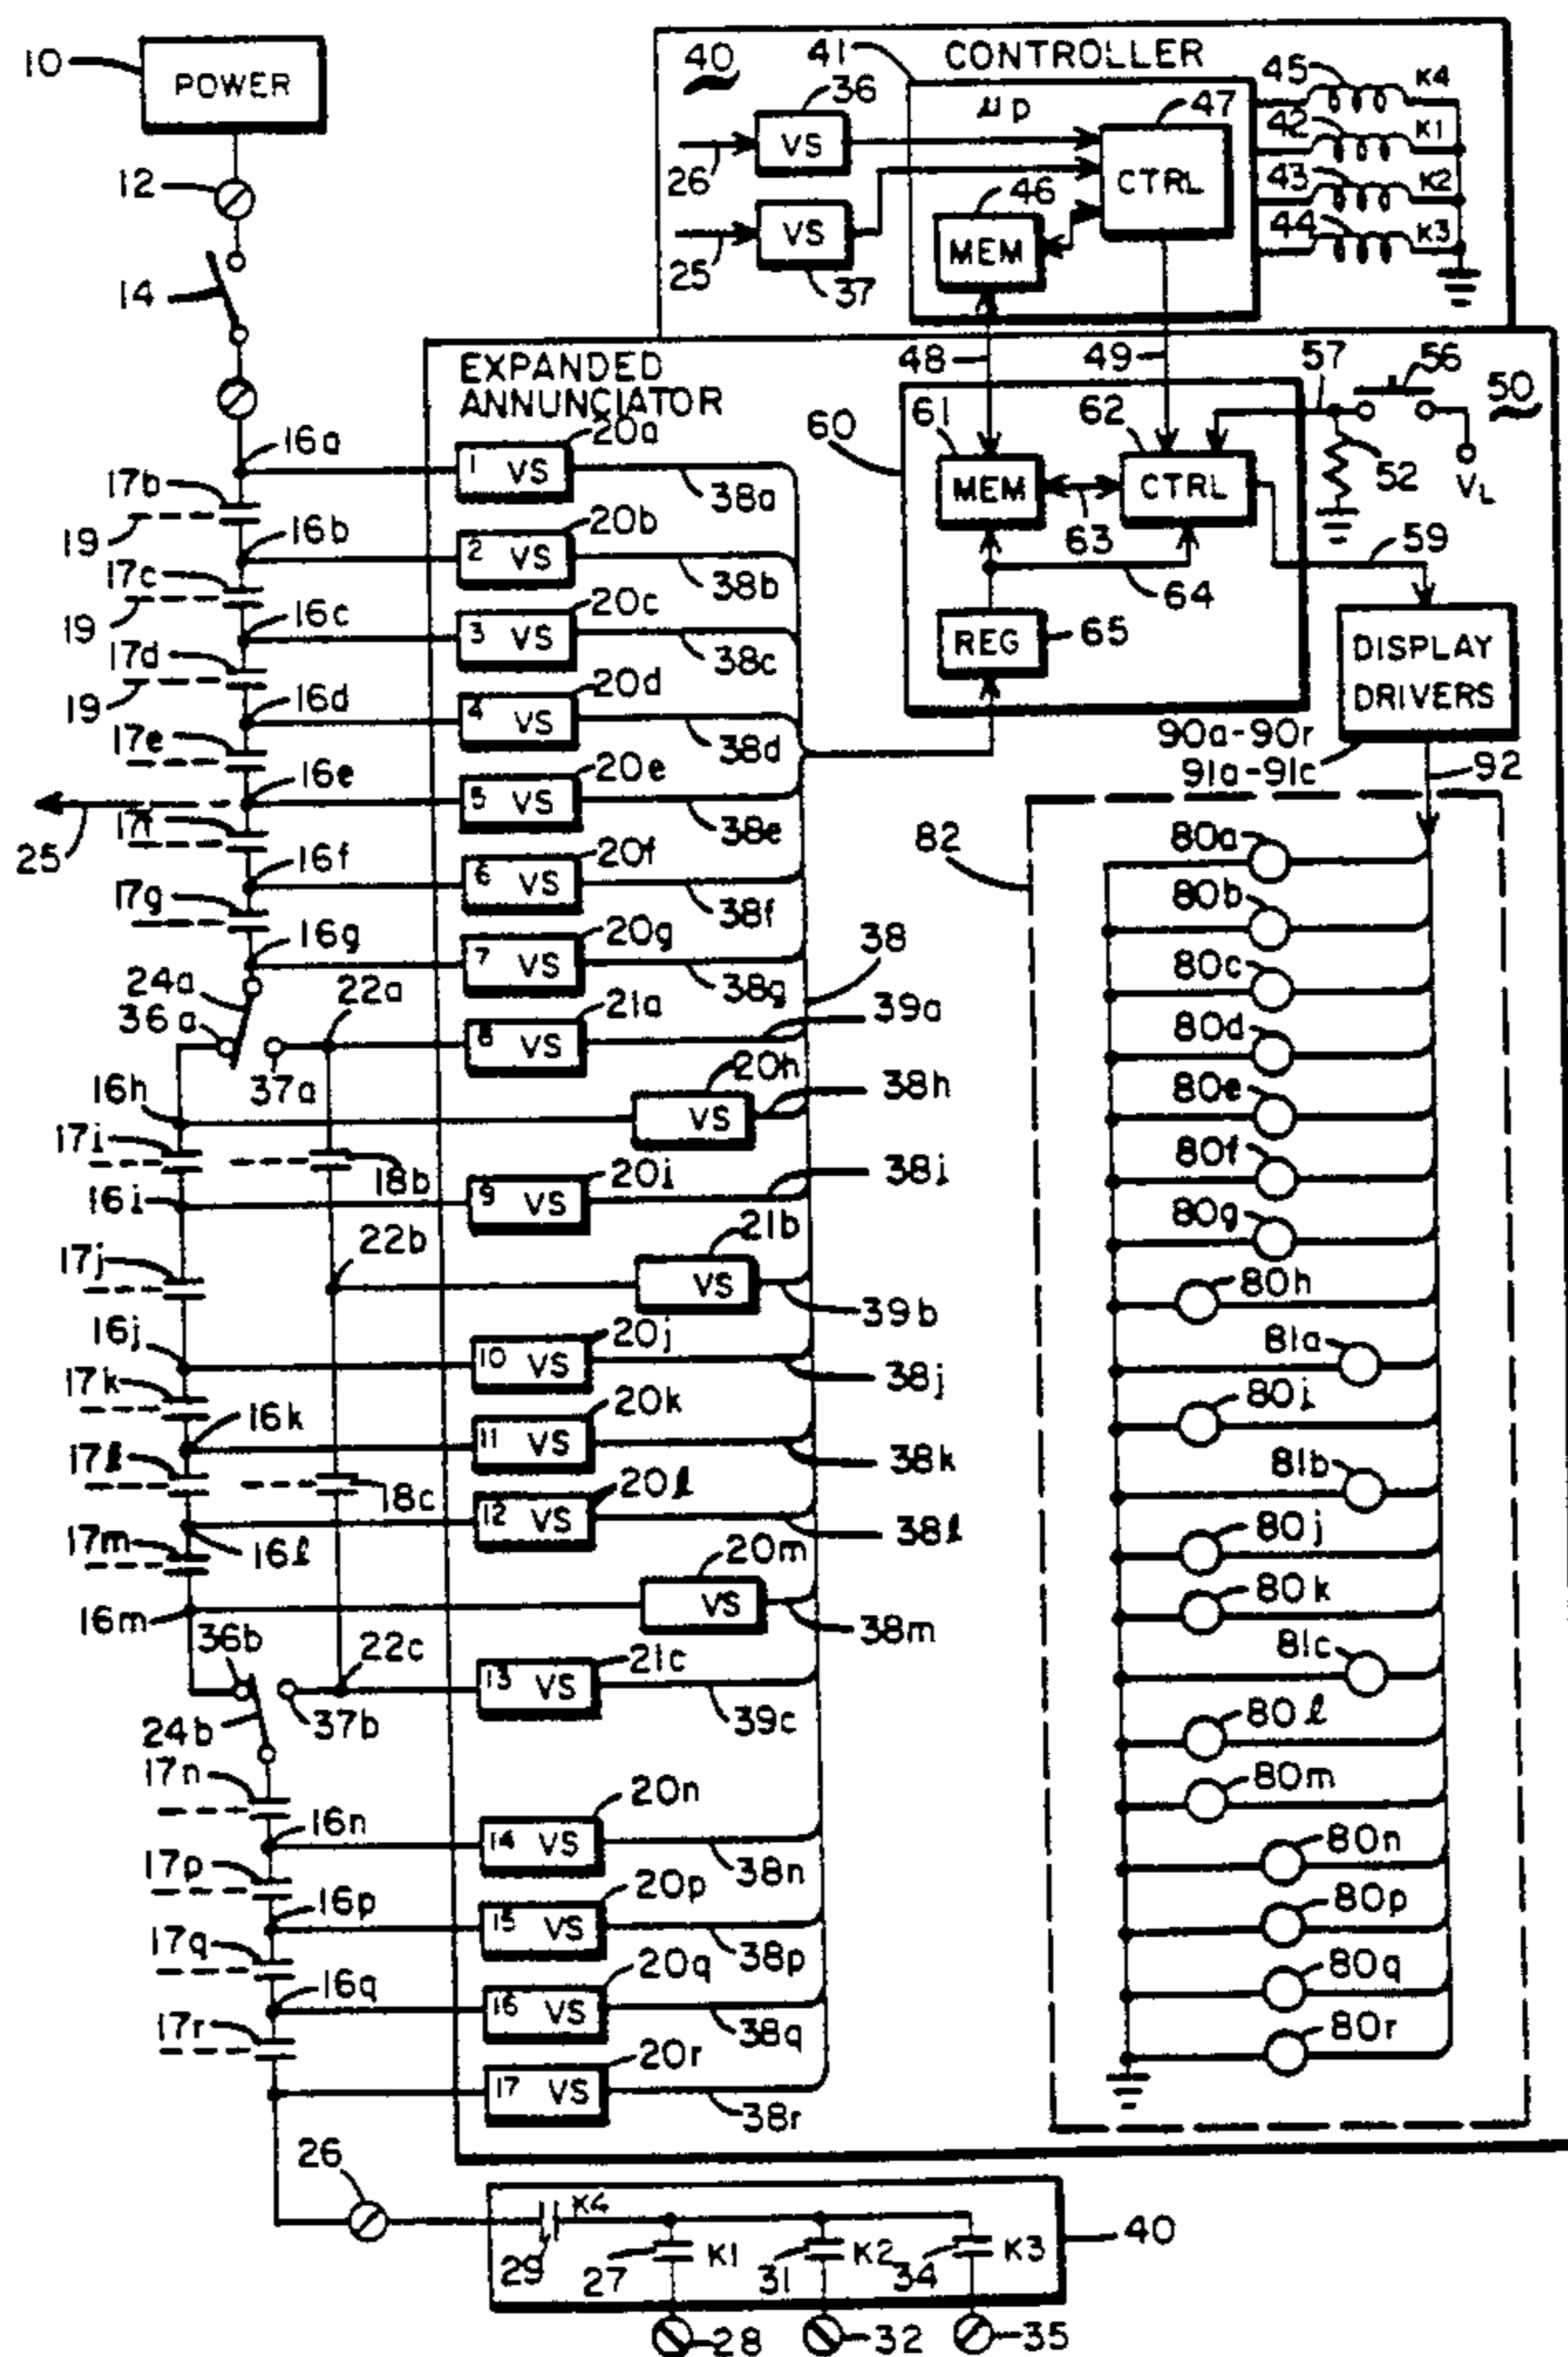 10
POWER
12
14
40
CONTROLLER
41
36
VS
26
25
VS
37
μp
47
CTRL
46
MEM
45
K4
42
K1
43
K2
44
K3
48
49
57
56
50
52
VL
EXPANDED
ANNUNCIATOR
60
61
62
MEM
CTRL
63
64
REG
65
59
DISPLAY
DRIVERS
90a-90r
91a-91c
92
16a
1 VS
20a
38a
17b
19
16b
2 VS
20b
38b
17c
19
16c
3 VS
20c
38c
17d
19
16d
4 VS
20d
38d
17e
16e
5 VS
20e
38e
25
17f
16f
6 VS
20f
38f
17g
16g
7 VS
20g
38g
38
24a
36a
37a
22a
8 VS
21a
39a
16h
VS
20h
38h
17i
18b
16i
9 VS
20i
38i
22b
VS
21b
39b
17j
16j
10 VS
20j
38j
17k
16k
11 VS
20k
38k
17l
18c
16l
12 VS
20l
38l
17m
16m
VS
20m
38m
36b
24b
37b
22c
13 VS
21c
39c
17n
16n
14 VS
20n
38n
17p
16p
15 VS
20p
38p
17q
16q
16 VS
20q
38q
17r
17 VS
20r
38r
82
80a
80b
80c
80d
80e
80f
80g
80h
81a
80i
81b
80j
80k
81c
80l
80m
80n
80p
80q
80r
26
29
K4
27
K1
31
K2
34
K3
40
28
32
35